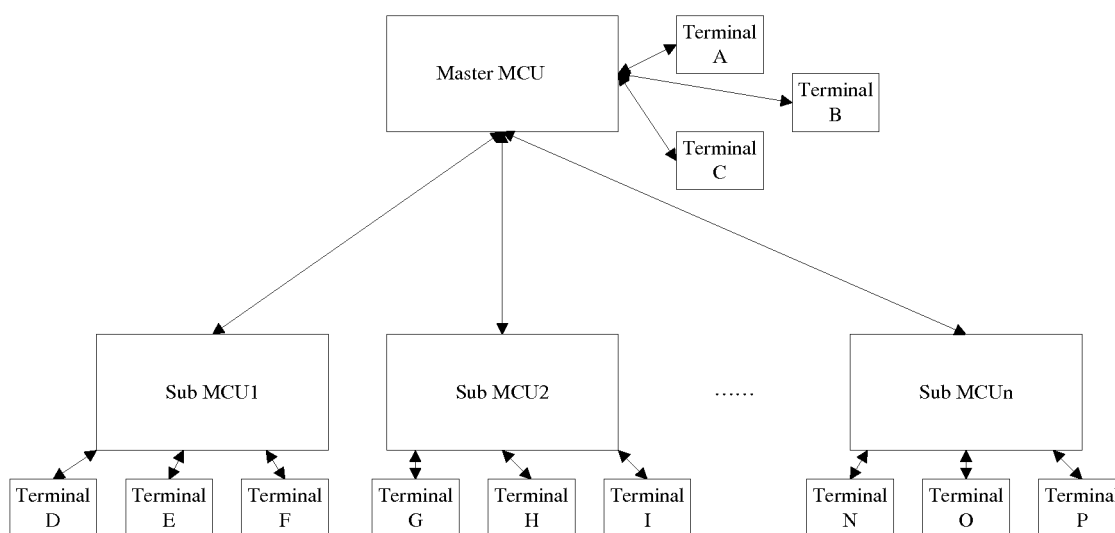 Master MCU
Terminal
A
Terminal
B
Terminal
C
Sub MCU1
Sub MCU2
......
Sub MCUn
Terminal
D
Terminal
E
Terminal
F
Terminal
G
Terminal
H
Terminal
I
Terminal
N
Terminal
O
Terminal
P